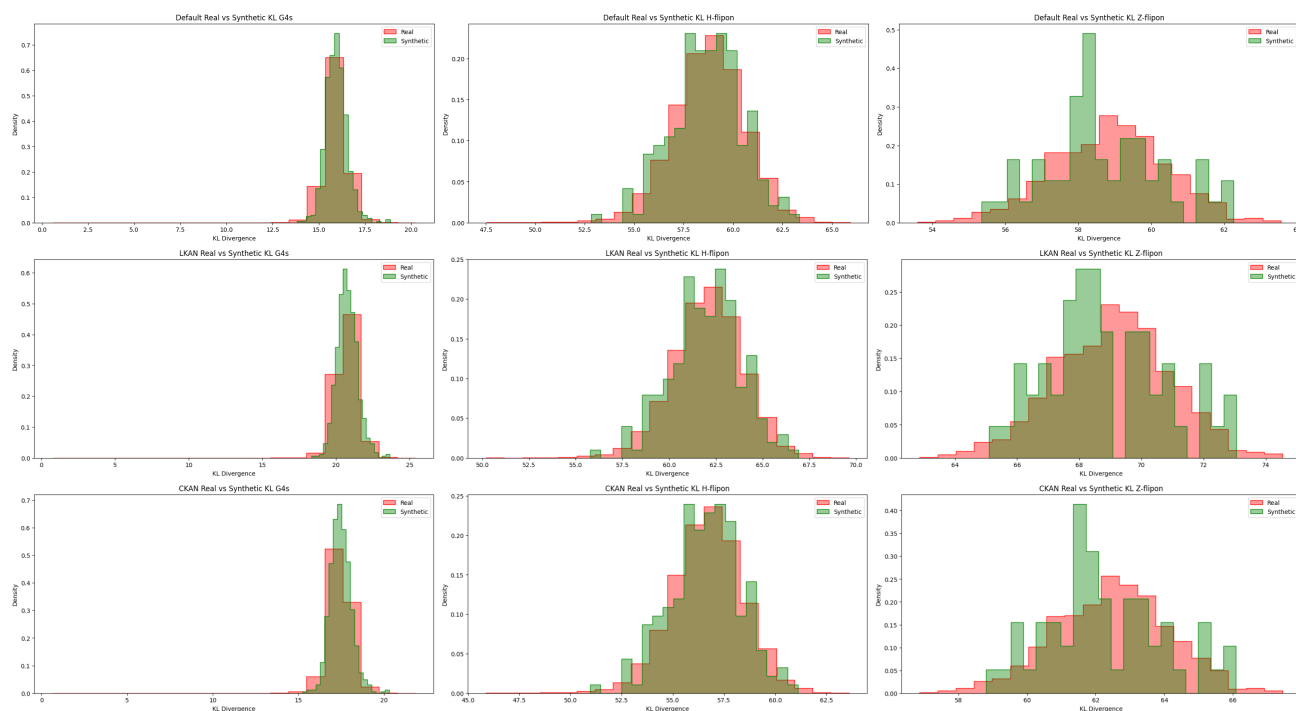 Default Real vs Synthetic KL G4s
Real
Synthetic
Density
0.7
0.6
0.5
0.4
0.3
0.2
0.1
0.0
0.0 2.5 5.0 7.5 10.0 12.5 15.0 17.5 20.0
KL Divergence
Default Real vs Synthetic KL H-flipon
Real
Synthetic
Density
0.20
0.15
0.10
0.05
0.00
47.5 50.0 52.5 55.0 57.5 60.0 62.5 65.0
KL Divergence
Default Real vs Synthetic KL Z-flipon
Real
Synthetic
Density
0.5
0.4
0.3
0.2
0.1
0.0
54 56 58 60 62
KL Divergence
LKAN Real vs Synthetic KL G4s
Real
Synthetic
Density
0.6
0.5
0.4
0.3
0.2
0.1
0.0
0 5 10 15 20 25
KL Divergence
LKAN Real vs Synthetic KL H-flipon
Real
Synthetic
Density
0.25
0.20
0.15
0.10
0.05
0.00
50.0 52.5 55.0 57.5 60.0 62.5 65.0 67.5 70.0
KL Divergence
LKAN Real vs Synthetic KL Z-flipon
Real
Synthetic
Density
0.25
0.20
0.15
0.10
0.05
0.00
64 66 68 70 72 74
KL Divergence
CKAN Real vs Synthetic KL G4s
Real
Synthetic
Density
0.7
0.6
0.5
0.4
0.3
0.2
0.1
0.0
0 5 10 15 20
KL Divergence
CKAN Real vs Synthetic KL H-flipon
Real
Synthetic
Density
0.25
0.20
0.15
0.10
0.05
0.00
45.0 47.5 50.0 52.5 55.0 57.5 60.0 62.5
KL Divergence
CKAN Real vs Synthetic KL Z-flipon
Real
Synthetic
Density
0.40
0.35
0.30
0.25
0.20
0.15
0.10
0.05
0.00
58 60 62 64 66
KL Divergence